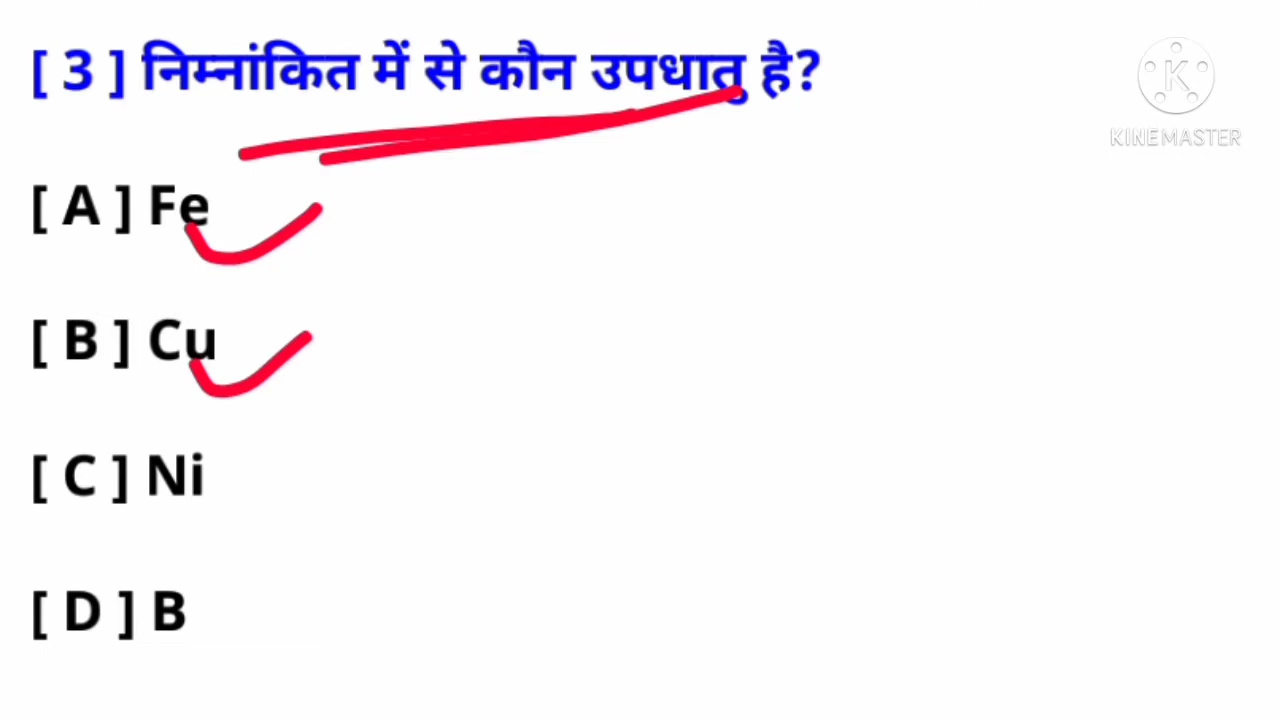 [ 3 ] निम्नांकित में से कौन उपधातु है?
K
KINEMASTER
[ A ] Fe
[ B ] Cu
[ C ] Ni
[ D ] B